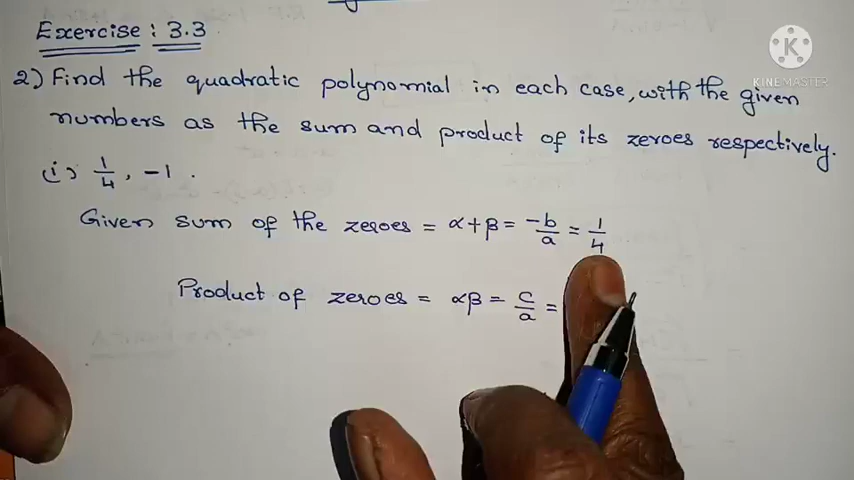 Exercise : 3.3
2) Find the quadratic polynomial in each case, with the given
numbers as the sum and product of its zeroes respectively.
(i) 1/4, -1.
Given sum of the zeroes = α+β = -b/a = 1/4
Product of zeroes = αβ = c/a =
K
KINEMASTER